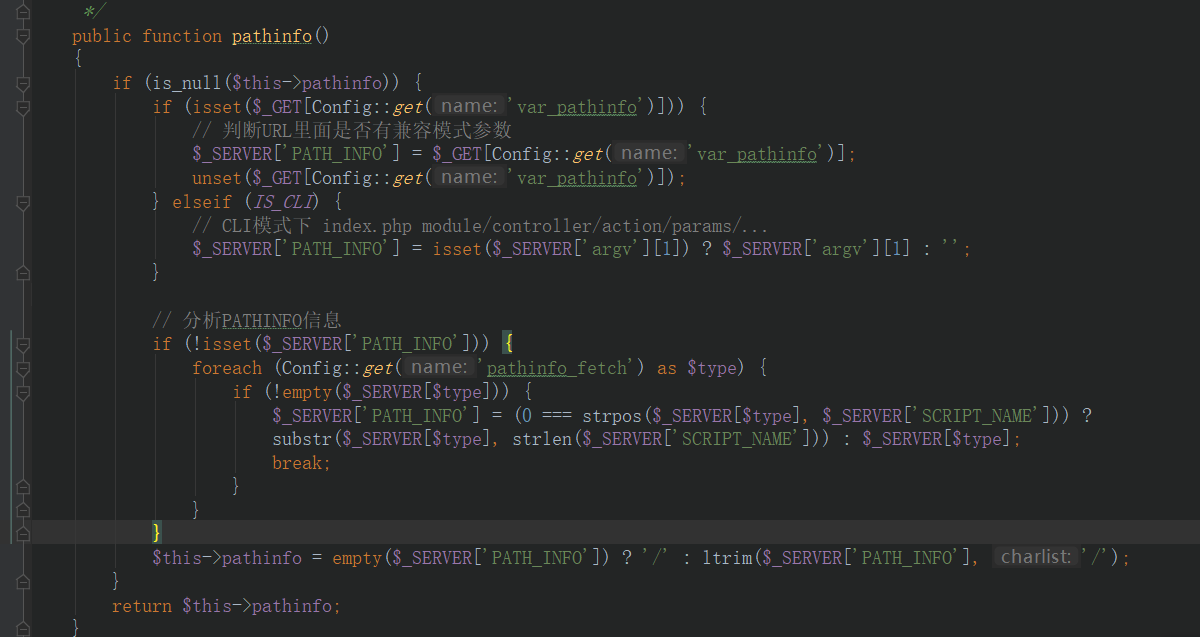 */
public function pathinfo()
{
if (is_null($this->pathinfo)) {
if (isset($_GET[Config::get( name: 'var_pathinfo')])) {
// 判断URL里面是否有兼容模式参数
$_SERVER['PATH_INFO'] = $_GET[Config::get( name: 'var_pathinfo')];
unset($_GET[Config::get( name: 'var_pathinfo')]);
} elseif (IS_CLI) {
// CLI模式下 index.php module/controller/action/params/...
$_SERVER['PATH_INFO'] = isset($_SERVER['argv'][1]) ? $_SERVER['argv'][1] : '';
}
// 分析PATHINFO信息
if (!isset($_SERVER['PATH_INFO'])) {
foreach (Config::get( name: 'pathinfo_fetch') as $type) {
if (!empty($_SERVER[$type])) {
$_SERVER['PATH_INFO'] = (0 === strpos($_SERVER[$type], $_SERVER['SCRIPT_NAME'])) ?
substr($_SERVER[$type], strlen($_SERVER['SCRIPT_NAME'])) : $_SERVER[$type];
break;
}
}
}
$this->pathinfo = empty($_SERVER['PATH_INFO']) ? '/' : ltrim($_SERVER['PATH_INFO'], charlist: '/');
}
return $this->pathinfo;
}